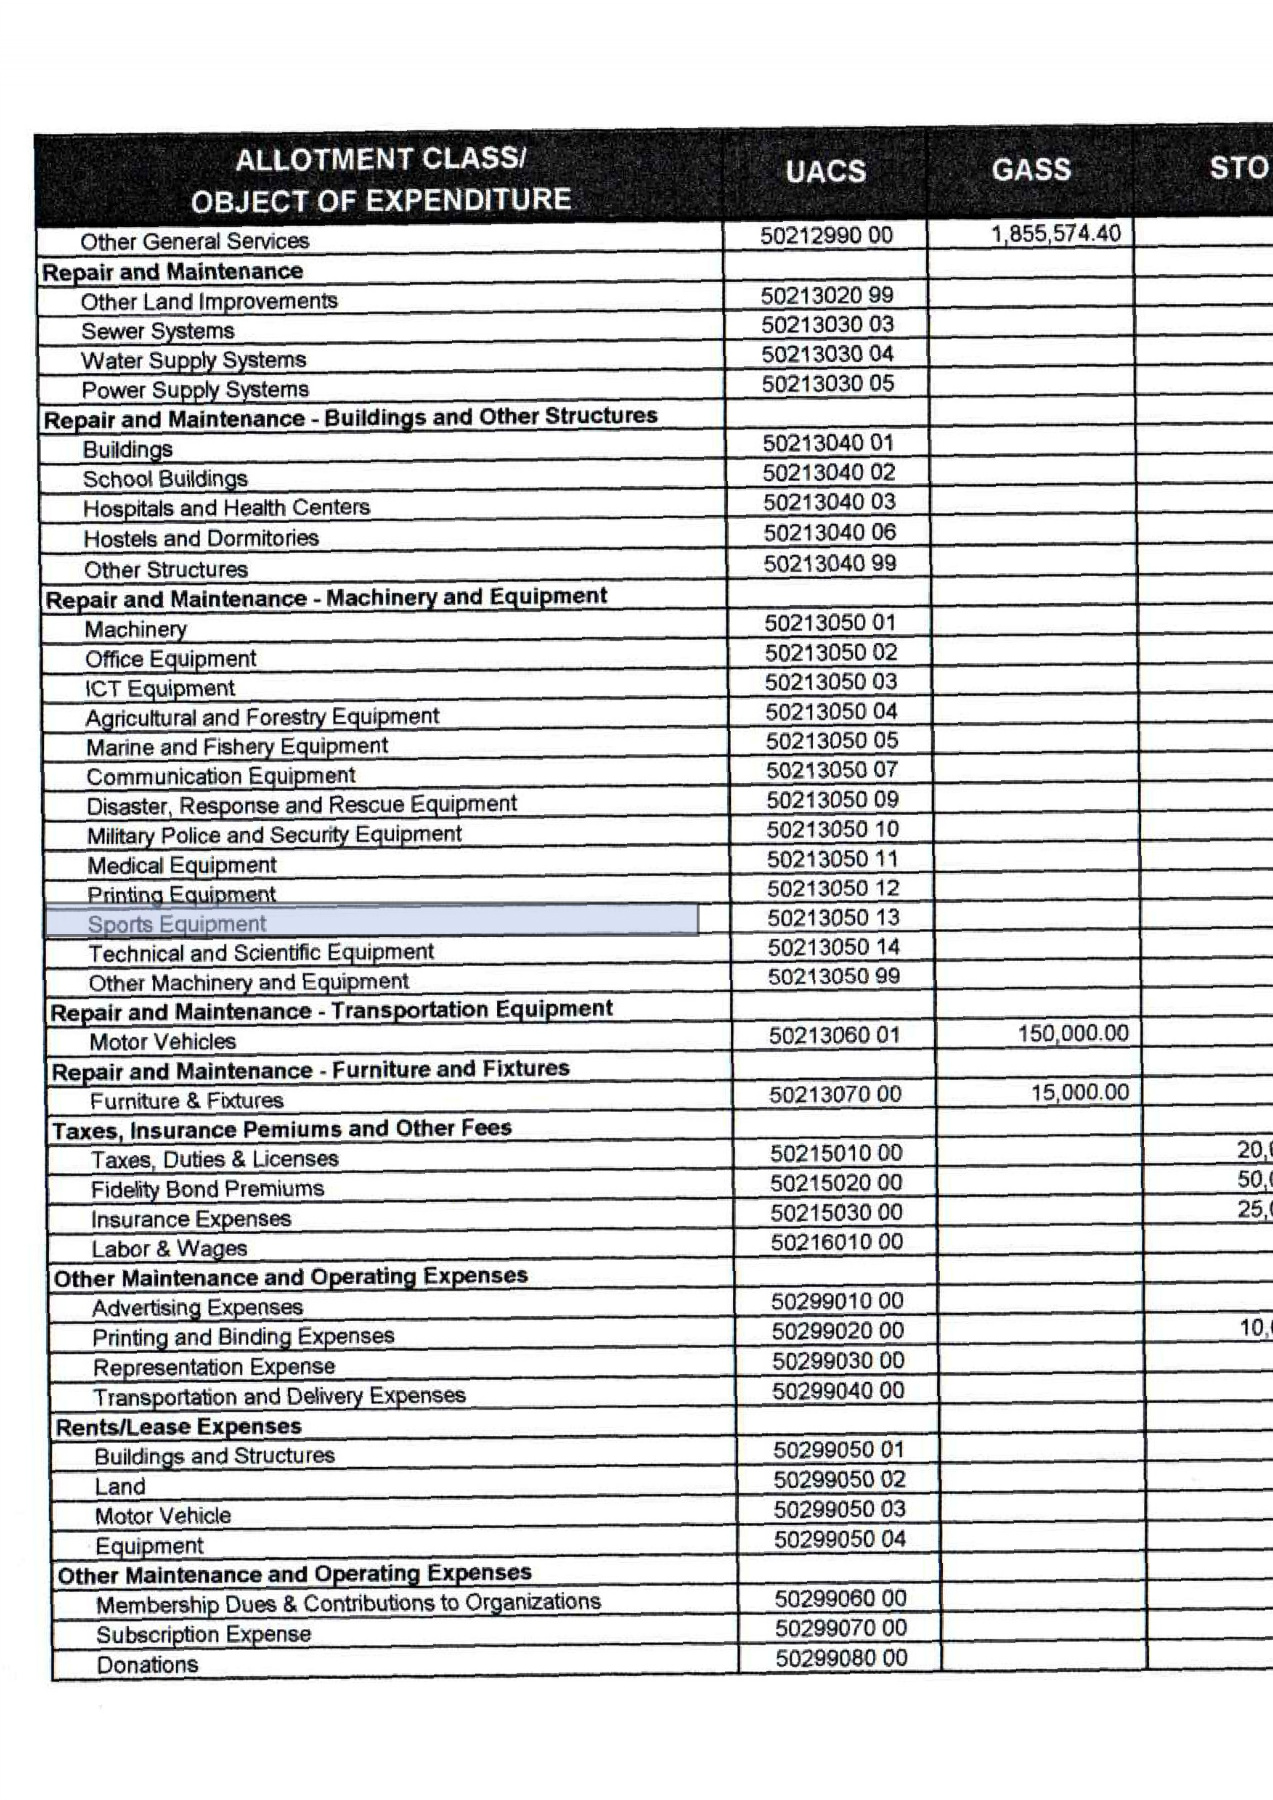 ALLOTMENT CLASS/
OBJECT OF EXPENDITURE UACS GASS STO
Other General Services 50212990 00 1,855,574.40
Repair and Maintenance
Other Land Improvements 50213020 99
Sewer Systems 50213030 03
Water Supply Systems 50213030 04
Power Supply Systems 50213030 05
Repair and Maintenance - Buildings and Other Structures
Buildings 50213040 01
School Buildings 50213040 02
Hospitals and Health Centers 50213040 03
Hostels and Dormitories 50213040 06
Other Structures 50213040 99
Repair and Maintenance - Machinery and Equipment
Machinery 50213050 01
Office Equipment 50213050 02
ICT Equipment 50213050 03
Agricultural and Forestry Equipment 50213050 04
Marine and Fishery Equipment 50213050 05
Communication Equipment 50213050 07
Disaster, Response and Rescue Equipment 50213050 09
Military Police and Security Equipment 50213050 10
Medical Equipment 50213050 11
Printing Equipment 50213050 12
Sports Equipment 50213050 13
Technical and Scientific Equipment 50213050 14
Other Machinery and Equipment 50213050 99
Repair and Maintenance - Transportation Equipment
Motor Vehicles 50213060 01 150,000.00
Repair and Maintenance - Furniture and Fixtures
Furniture & Fixtures 50213070 00 15,000.00
Taxes, Insurance Pemiums and Other Fees
Taxes, Duties & Licenses 50215010 00 20,
Fidelity Bond Premiums 50215020 00 50,
Insurance Expenses 50215030 00 25,
Labor & Wages 50216010 00
Other Maintenance and Operating Expenses
Advertising Expenses 50299010 00
Printing and Binding Expenses 50299020 00 10,
Representation Expense 50299030 00
Transportation and Delivery Expenses 50299040 00
Rents/Lease Expenses
Buildings and Structures 50299050 01
Land 50299050 02
Motor Vehicle 50299050 03
Equipment 50299050 04
Other Maintenance and Operating Expenses
Membership Dues & Contributions to Organizations 50299060 00
Subscription Expense 50299070 00
Donations 50299080 00